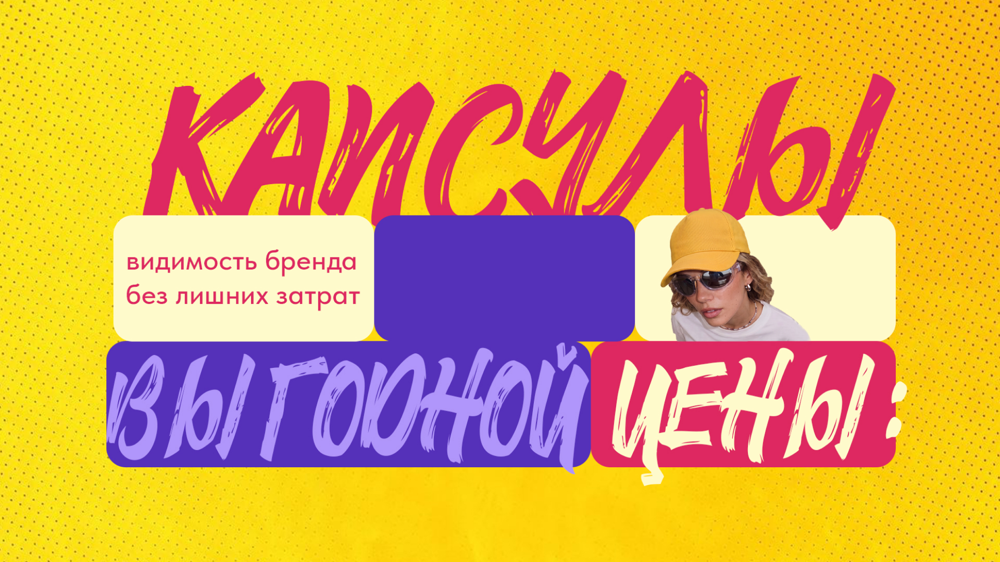 КАПСУЛЫ
видимость бренда
без лишних затрат
ВЫГОДНОЙ ЦЕНЫ: